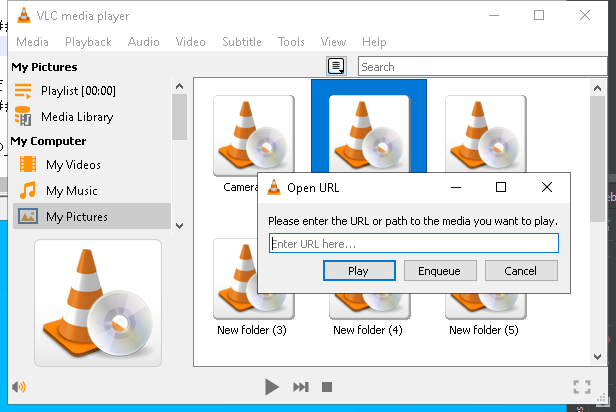 VLC media player
Media Playback Audio Video Subtitle Tools View Help
My Pictures
Search
Playlist [00:00]
Media Library
My Computer
My Videos
My Music
My Pictures
Camera
Open URL
Please enter the URL or path to the media you want to play.
Enter URL here...
Play Enqueue Cancel
New folder (3) New folder (4) New folder (5)